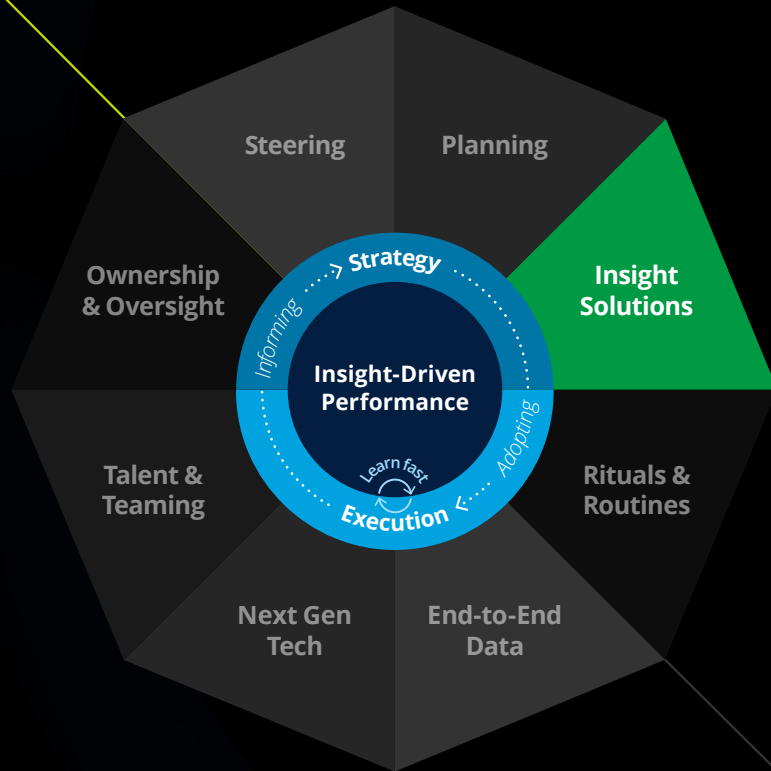 Steering
Planning
Ownership
& Oversight
Insight
Solutions
Strategy
Informing
Insight-Driven
Performance
Adopting
Learn fast
Execution
Talent &
Teaming
Rituals &
Routines
Next Gen
Tech
End-to-End
Data